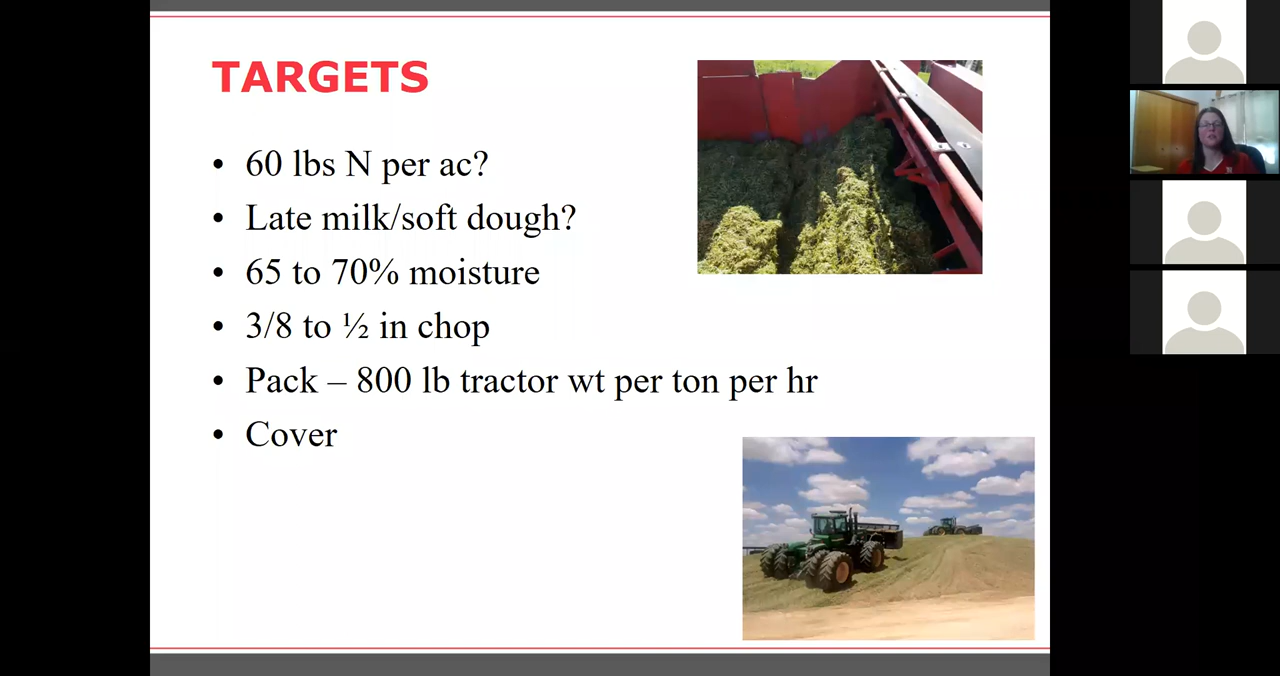 TARGETS
• 60 lbs N per ac?
• Late milk/soft dough?
• 65 to 70% moisture
• 3/8 to ½ in chop
• Pack – 800 lb tractor wt per ton per hr
• Cover